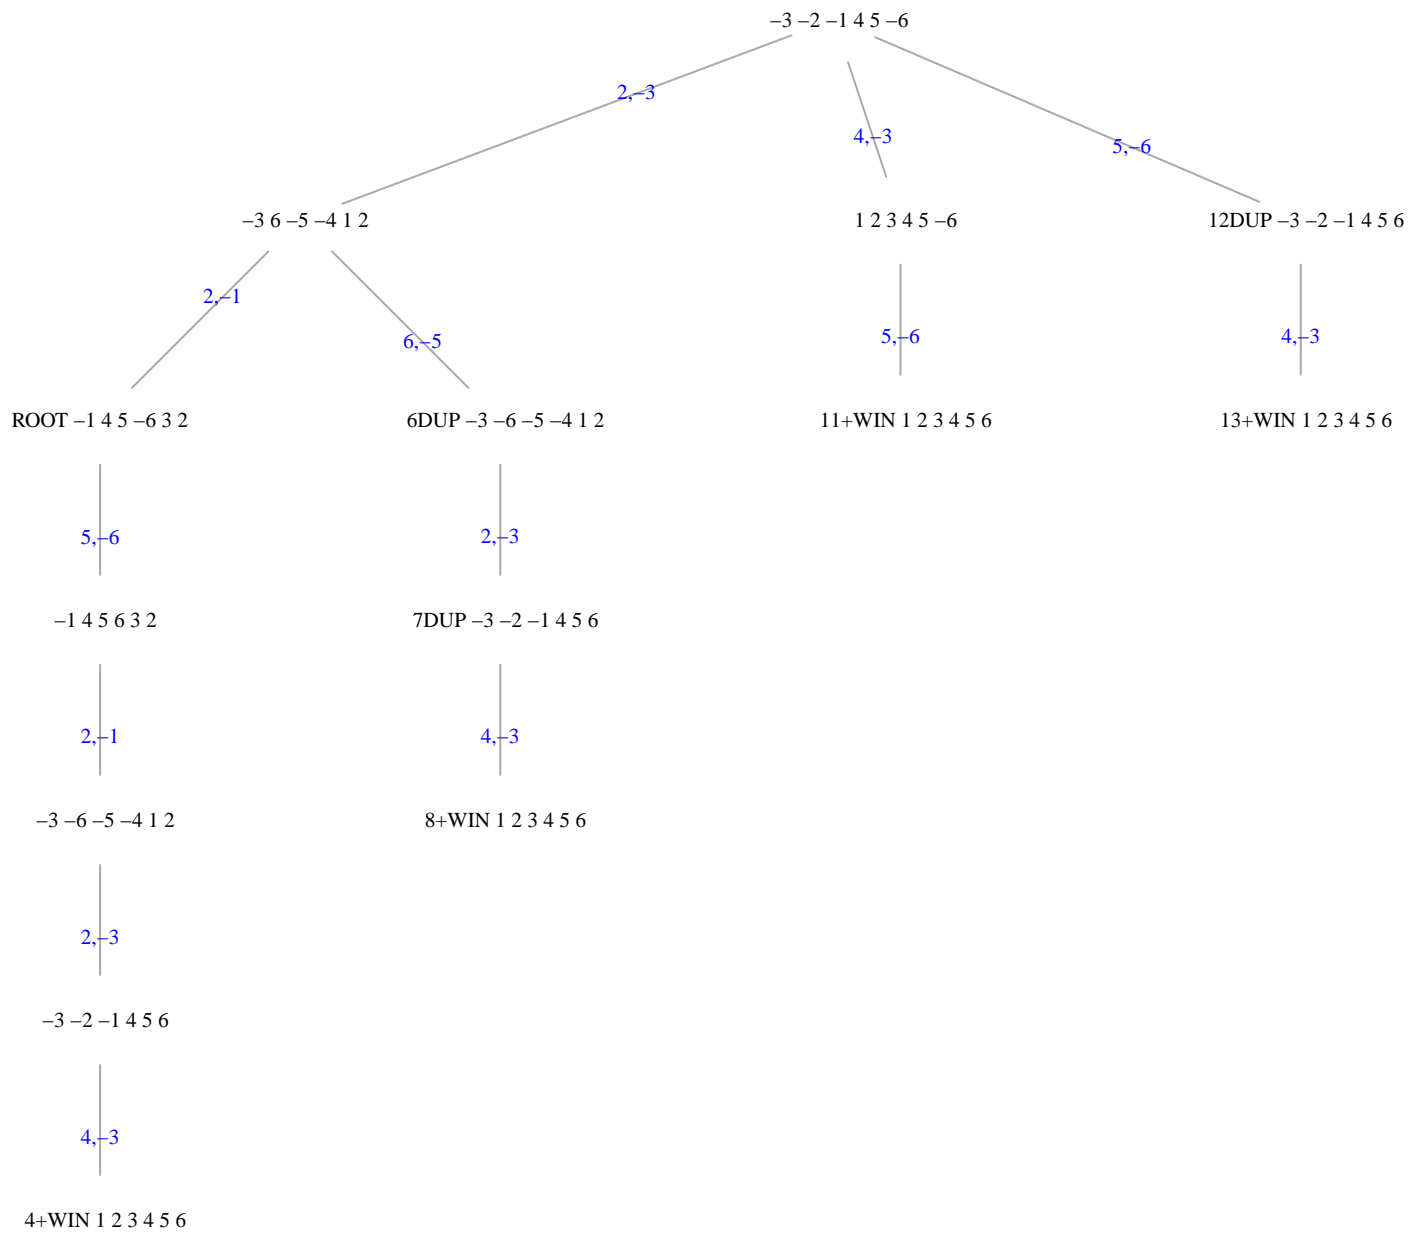 −3 −2 −1 4 5 −6
2,−3
4,−3
5,−6
−3 6 −5 −4 1 2
1 2 3 4 5 −6
12DUP −3 −2 −1 4 5 6
2,−1
6,−5
5,−6
4,−3
ROOT −1 4 5 −6 3 2
6DUP −3 −6 −5 −4 1 2
11+WIN 1 2 3 4 5 6
13+WIN 1 2 3 4 5 6
5,−6
2,−3
−1 4 5 6 3 2
7DUP −3 −2 −1 4 5 6
2,−1
4,−3
−3 −6 −5 −4 1 2
8+WIN 1 2 3 4 5 6
2,−3
−3 −2 −1 4 5 6
4,−3
4+WIN 1 2 3 4 5 6